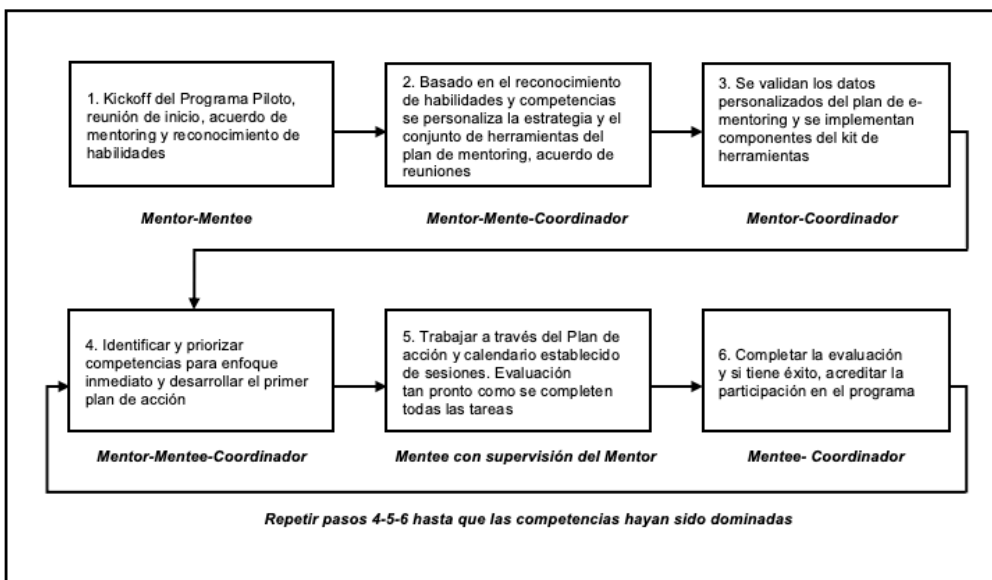 1. Kickoff del Programa Piloto,
reunión de inicio, acuerdo de
mentoring y reconocimiento de
habilidades
2. Basado en el reconocimiento
de habilidades y competencias
se personaliza la estrategia y el
conjunto de herramientas del
plan de mentoring, acuerdo de
reuniones
3. Se validan los datos
personalizados del plan de e-
mentoring y se implementan
componentes del kit de
herramientas
Mentor-Mentee
Mentor-Mente-Coordinador
Mentor-Coordinador
4. Identificar y priorizar
competencias para enfoque
inmediato y desarrollar el primer
plan de acción
5. Trabajar a través del Plan de
acción y calendario establecido
de sesiones. Evaluación
tan pronto como se completen
todas las tareas
6. Completar la evaluación
y si tiene éxito, acreditar la
participación en el programa
Mentor-Mentee-Coordinador
Mentee con supervisión del Mentor
Mentee- Coordinador
Repetir pasos 4-5-6 hasta que las competencias hayan sido dominadas